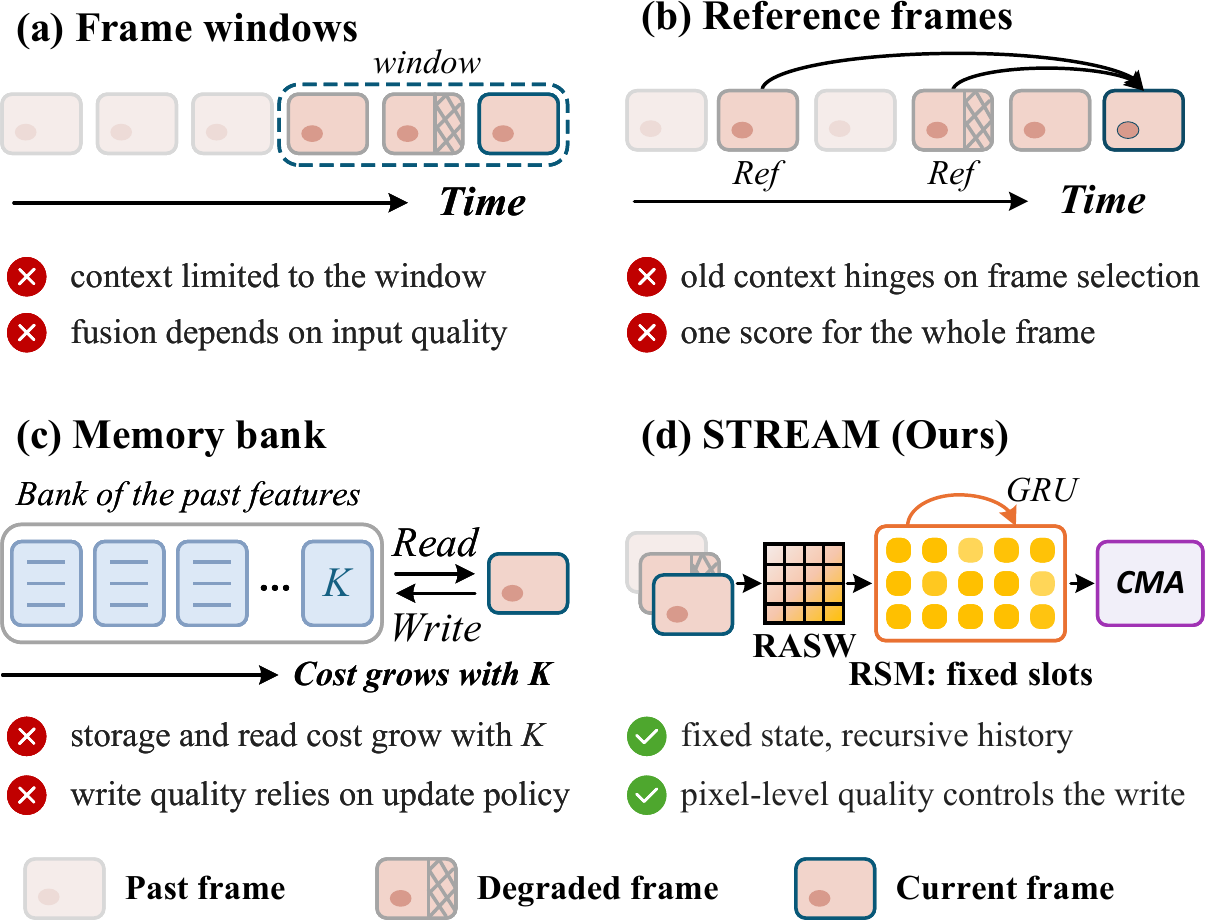 (a) Frame windows
window
Time
context limited to the window
fusion depends on input quality
(b) Reference frames
Ref
Ref
Time
old context hinges on frame selection
one score for the whole frame
(c) Memory bank
Bank of the past features
...
K
Read
Write
Cost grows with K
storage and read cost grow with K
write quality relies on update policy
(d) STREAM (Ours)
GRU
CMA
RASW
RSM: fixed slots
fixed state, recursive history
pixel-level quality controls the write
Past frame
Degraded frame
Current frame